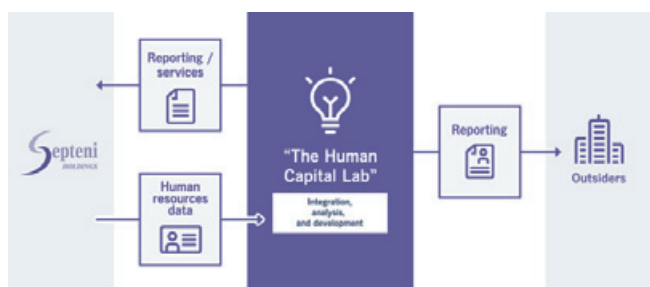 Reporting /
services
Septeni
HOLDINGS
Human
resources
data
“The Human
Capital Lab”
Integration,
analysis,
and development
Reporting
Outsiders